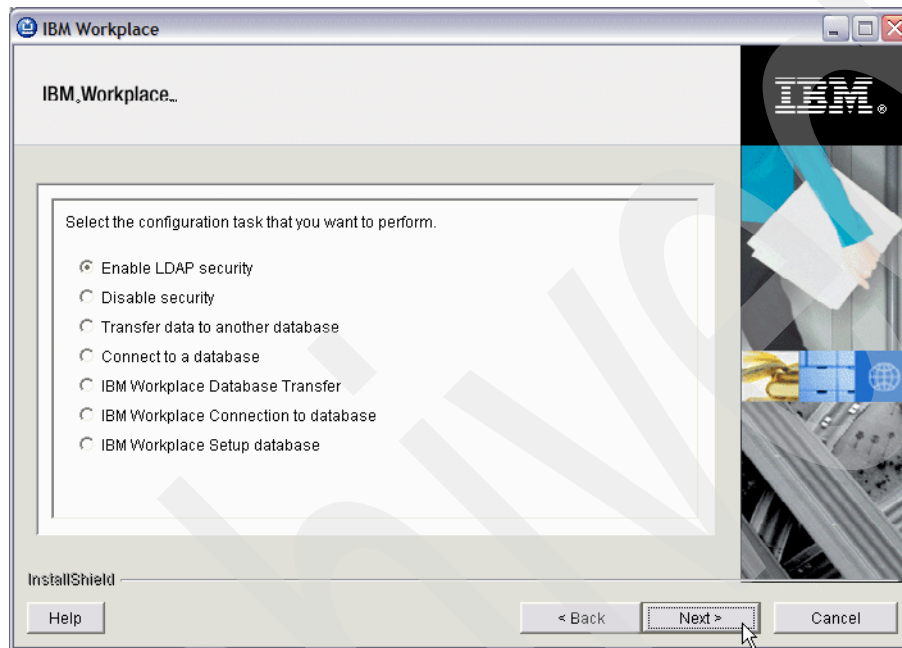 IBM Workplace
IBM Workplace™
IBM®
Select the configuration task that you want to perform.
Enable LDAP security
Disable security
Transfer data to another database
Connect to a database
IBM Workplace Database Transfer
IBM Workplace Connection to database
IBM Workplace Setup database
InstallShield
Help
< Back
Next >
Cancel